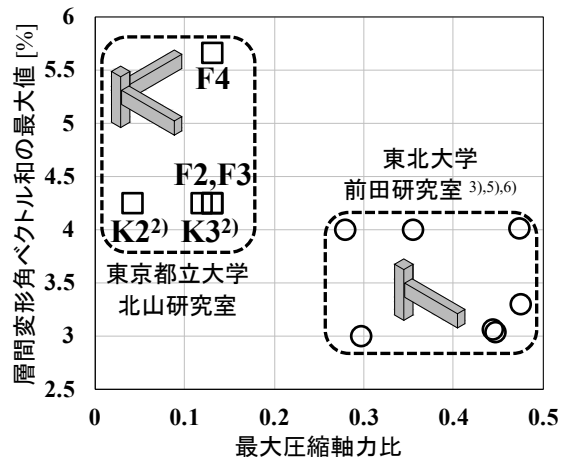 層間変形角ベクトル和の最大値 [%]
6
5.5
5
4.5
4
3.5
3
2.5
F4
F2,F3
K2²⁾
K3²⁾
東京都立大学
北山研究室
東北大学
前田研究室 ³⁾,⁵⁾,⁶⁾
0
0.1
0.2
0.3
0.4
0.5
最大圧縮軸力比